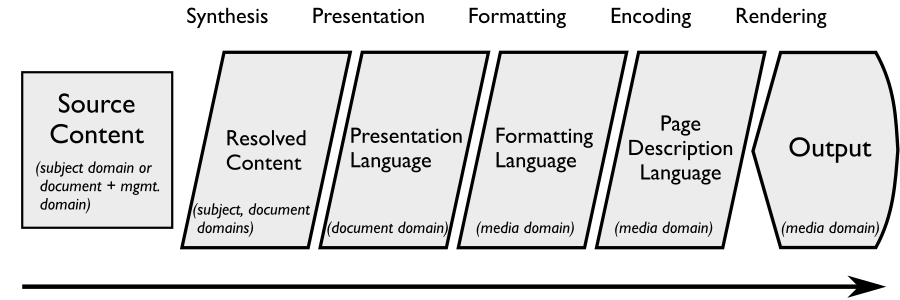 Synthesis Presentation Formatting Encoding Rendering
Source
Content
(subject domain or
document + mgmt.
domain)
Resolved
Content
(subject, document
domains)
Presentation
Language
(document domain)
Formatting
Language
(media domain)
Page
Description
Language
(media domain)
Output
(media domain)